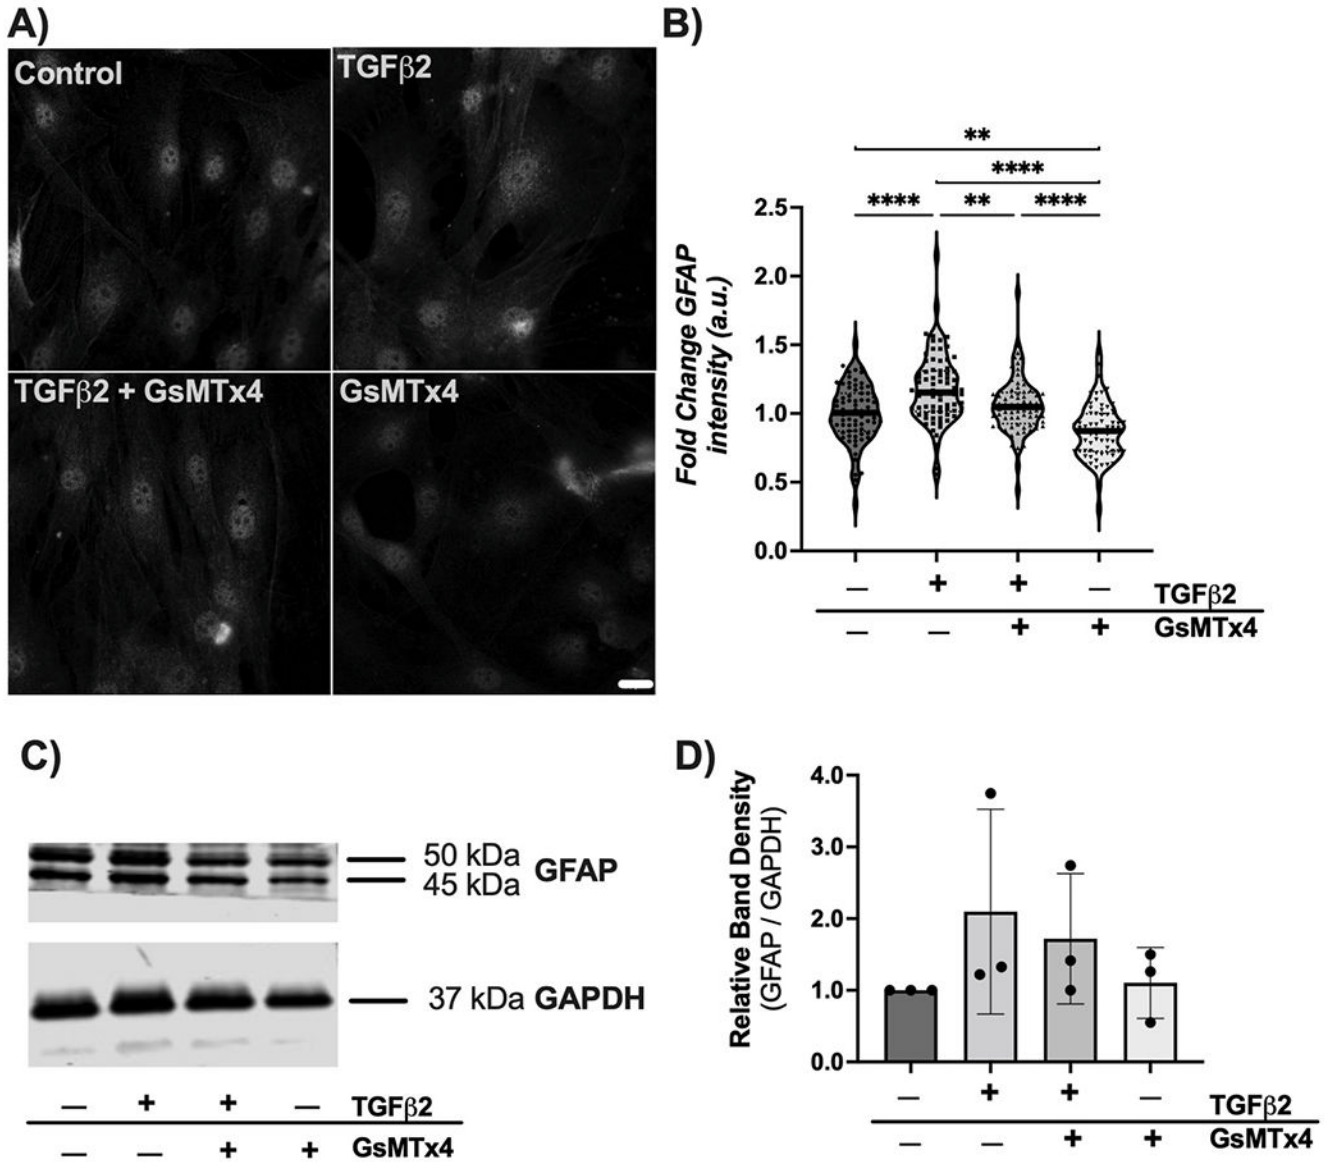 A)
Control
TGFβ2
TGFβ2 + GsMTx4
GsMTx4
B)
**
****
**** ** ****
2.5
2.0
1.5
1.0
0.5
0.0
Fold Change GFAP
intensity (a.u.)
— + + — TGFβ2
— — + + GsMTx4
C)
50 kDa
45 kDa
GFAP
37 kDa GAPDH
— + + — TGFβ2
— — + + GsMTx4
D)
4.0
3.0
2.0
1.0
0.0
Relative Band Density
(GFAP / GAPDH)
— + + — TGFβ2
— — + + GsMTx4